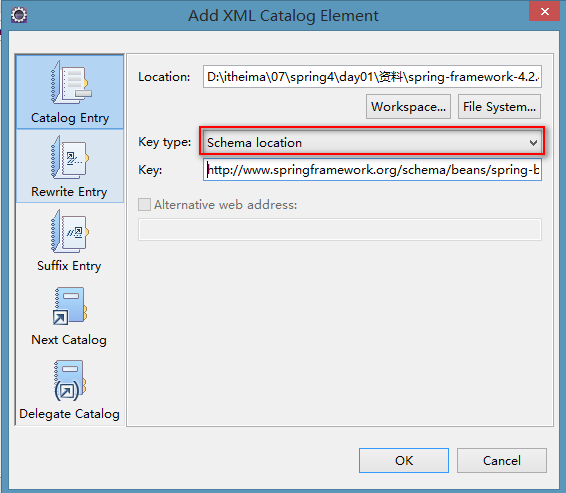 Add XML Catalog Element
Catalog Entry
Rewrite Entry
Suffix Entry
Next Catalog
Delegate Catalog
Location: D:\itheima\07\spring4\day01\资料\spring-framework-4.2.
Workspace... File System...
Key type: Schema location
Key: http://www.springframework.org/schema/beans/spring-b
Alternative web address:
OK Cancel